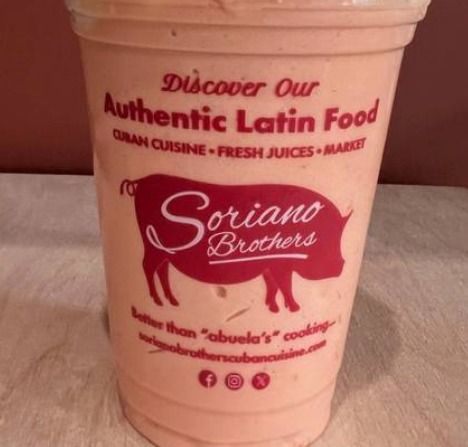 Discover Our
Authentic Latin Food
CUBAN CUISINE • FRESH JUICES • MARKET
Soriano
Brothers
Better than "abuela's" cooking...
sorianobrotherscubancuisine.com